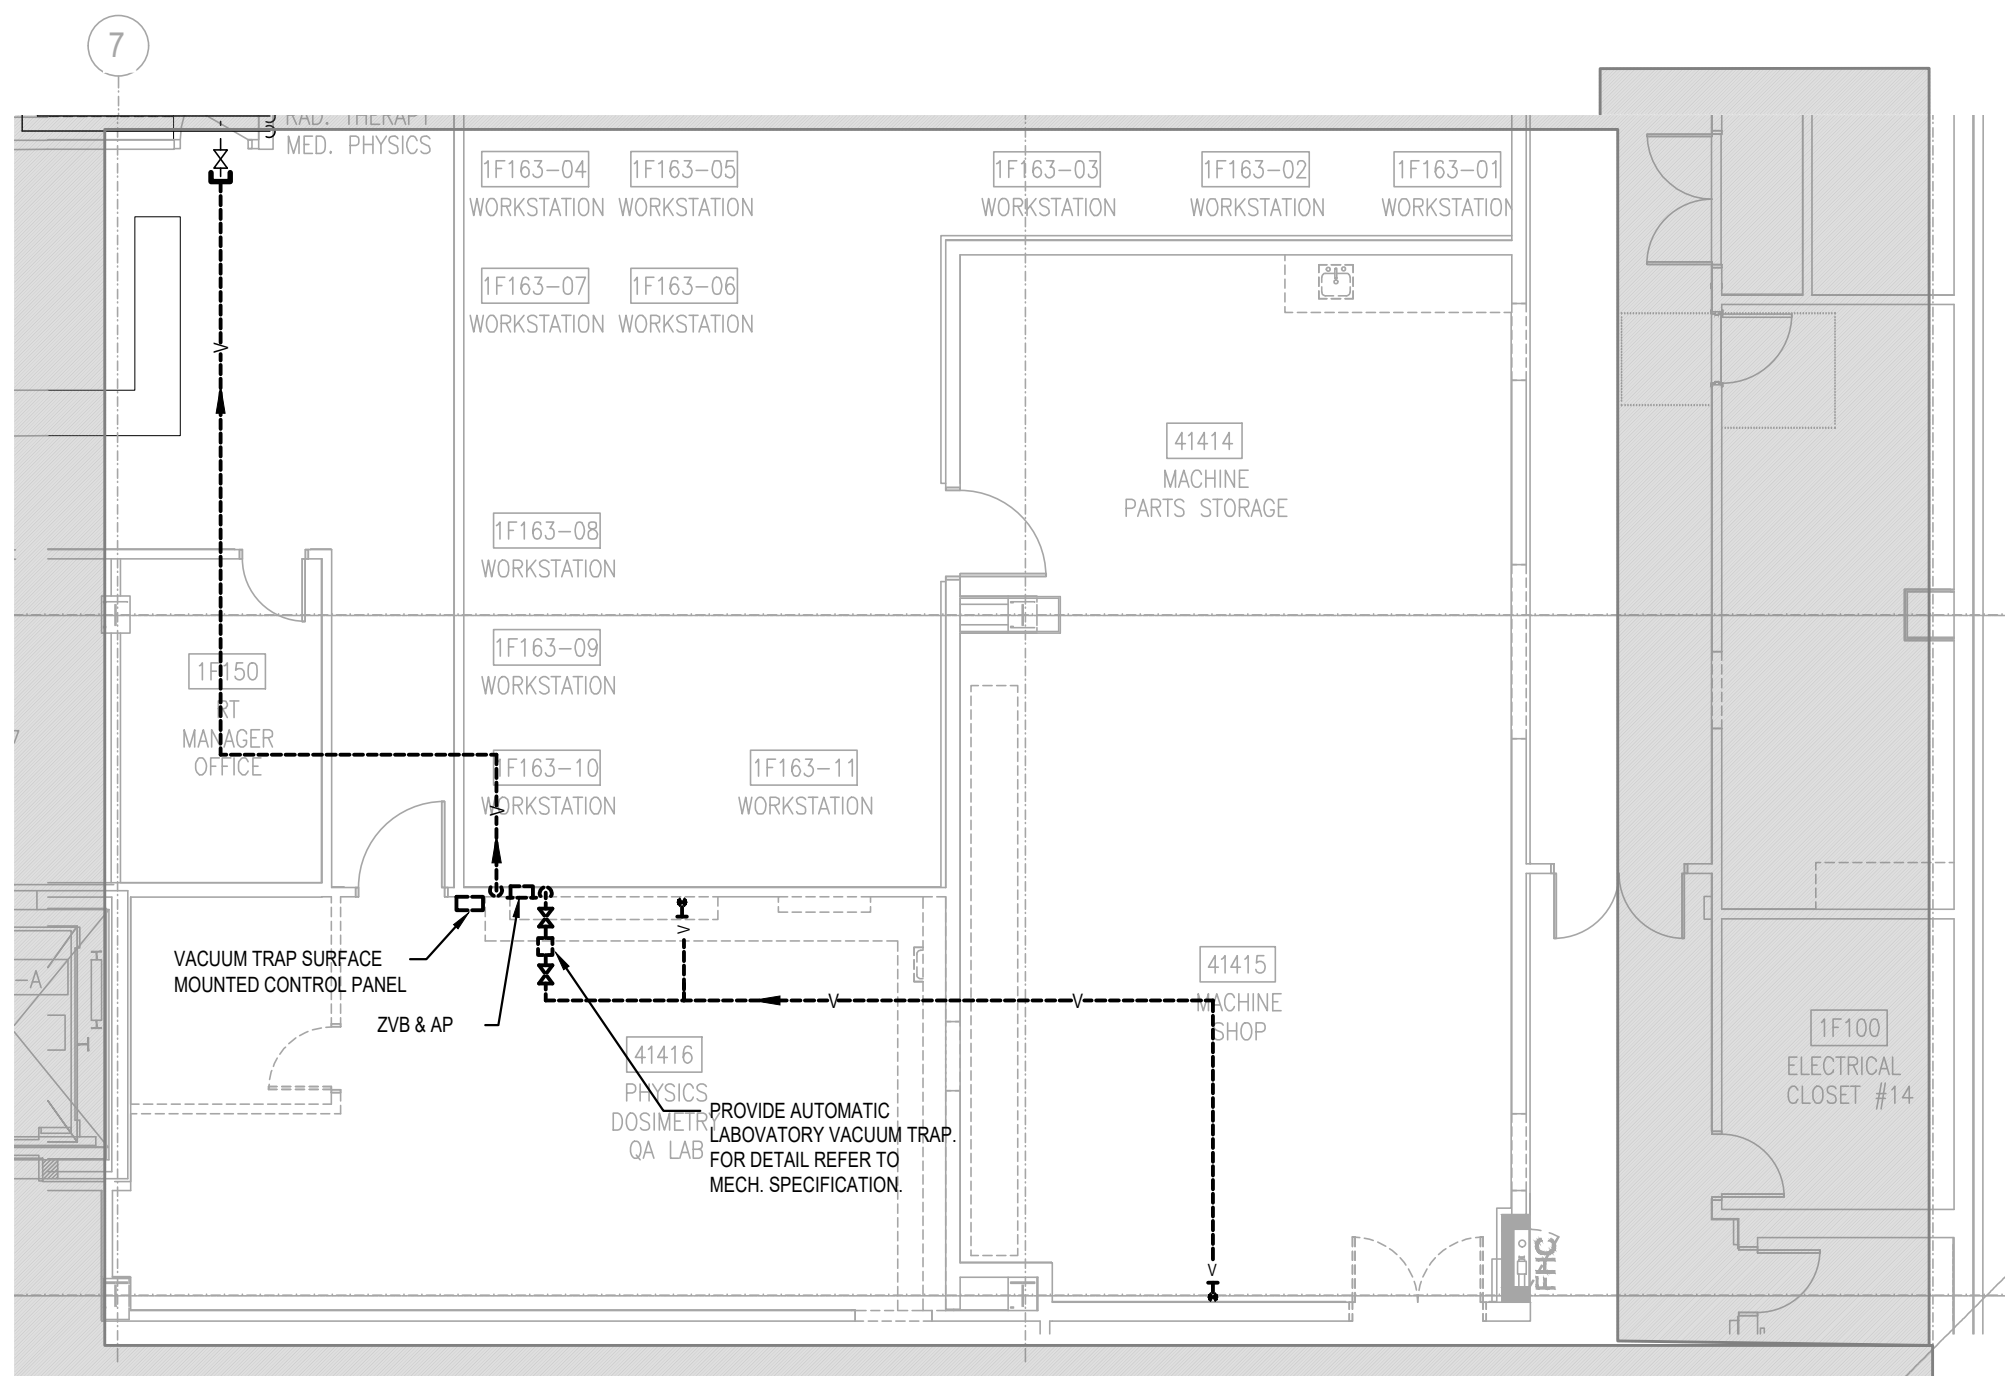 7
RAD. THERAPY
MED. PHYSICS
1F163-04
WORKSTATION
1F163-05
WORKSTATION
1F163-03
WORKSTATION
1F163-02
WORKSTATION
1F163-01
WORKSTATION
1F163-07
WORKSTATION
1F163-06
WORKSTATION
V
41414
MACHINE
PARTS STORAGE
1F163-08
WORKSTATION
1F163-09
WORKSTATION
1F150
RT
MANAGER
OFFICE
7
1F163-10
WORKSTATION
V
1F163-11
WORKSTATION
V
VACUUM TRAP SURFACE
MOUNTED CONTROL PANEL
-A
ZVB & AP
V
V
41415
MACHINE
SHOP
41416
PHYSICS
DOSIMETRY
QA LAB
PROVIDE AUTOMATIC
LABOVATORY VACUUM TRAP.
FOR DETAIL REFER TO
MECH. SPECIFICATION.
1F100
ELECTRICAL
CLOSET #14
V
FHC